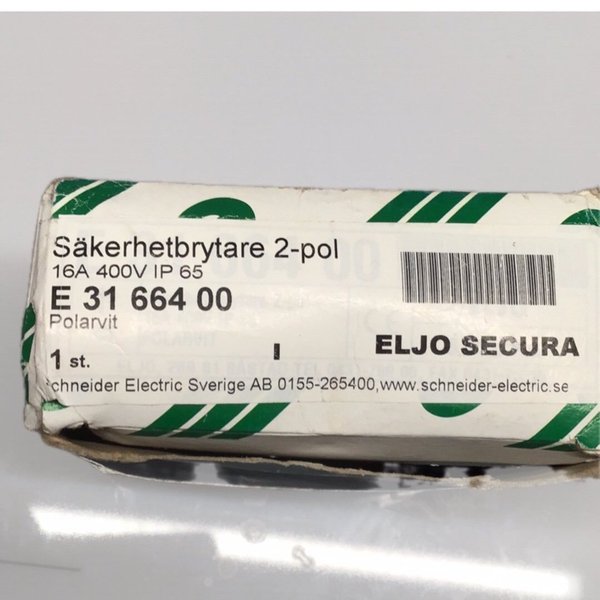 Säkerhetbrytare 2-pol
16A 400V IP 65
E 31 664 00
Polarvit
1 st.
I
ELJO SECURA
chneider Electric Sverige AB 0155-265400,www.schneider-electric.se